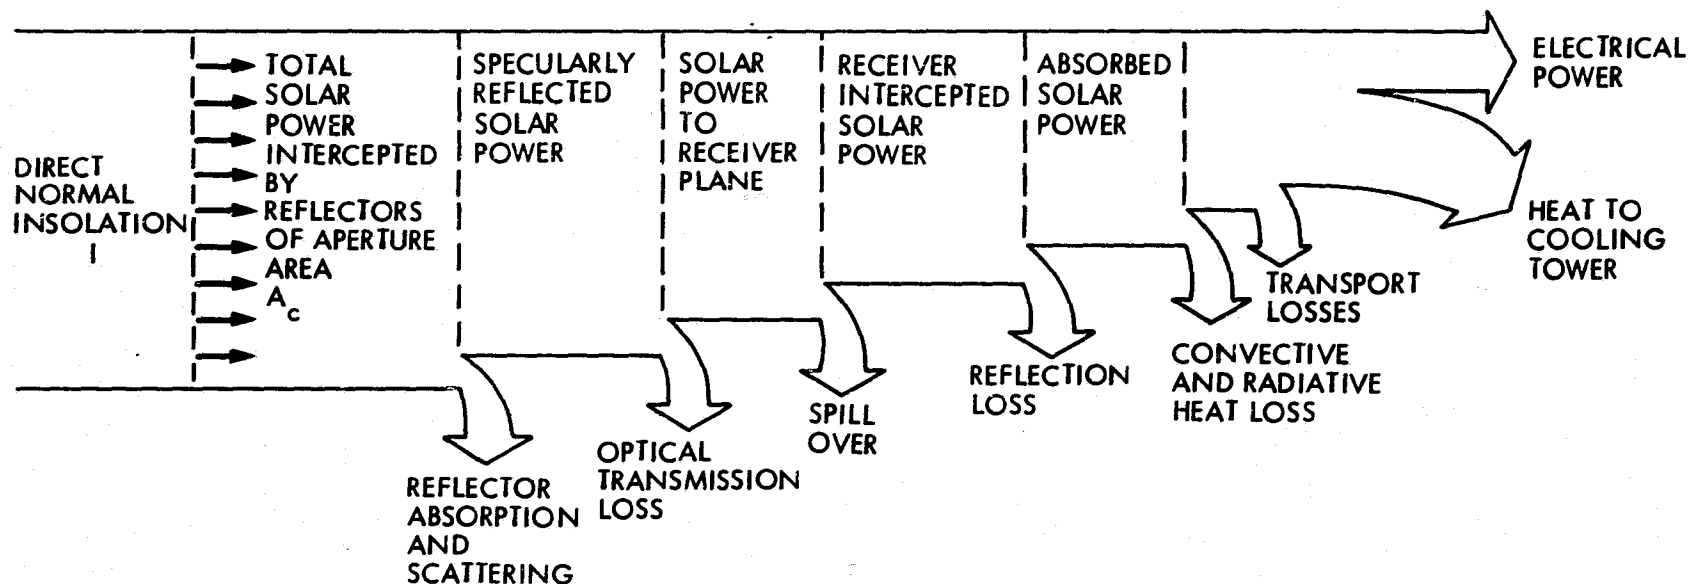 DIRECT
NORMAL
INSOLATION
I
TOTAL
SOLAR
POWER
INTERCEPTED
BY
REFLECTORS
OF APERTURE
AREA
Ac
SPECULARLY
REFLECTED
SOLAR
POWER
SOLAR
POWER
TO
RECEIVER
PLANE
RECEIVER
INTERCEPTED
SOLAR
POWER
ABSORBED
SOLAR
POWER
ELECTRICAL
POWER
HEAT TO
COOLING
TOWER
TRANSPORT
LOSSES
CONVECTIVE
AND RADIATIVE
HEAT LOSS
REFLECTION
LOSS
SPILL
OVER
OPTICAL
TRANSMISSION
LOSS
REFLECTOR
ABSORPTION
AND
SCATTERING